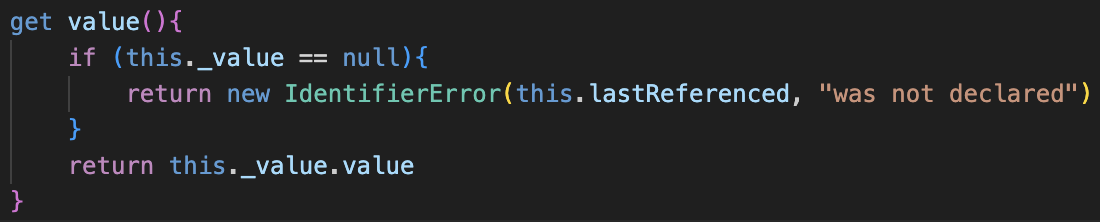 get value(){
    if (this._value == null){
        return new IdentifierError(this.lastReferenced, "was not declared")
    }
    return this._value.value
}